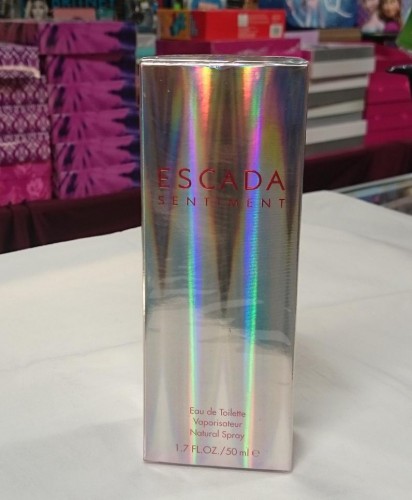 ESCADA
SENTIMENT
Eau de Toilette
Vaporisateur
Natural Spray
1.7 FL.OZ./50 ml ℮